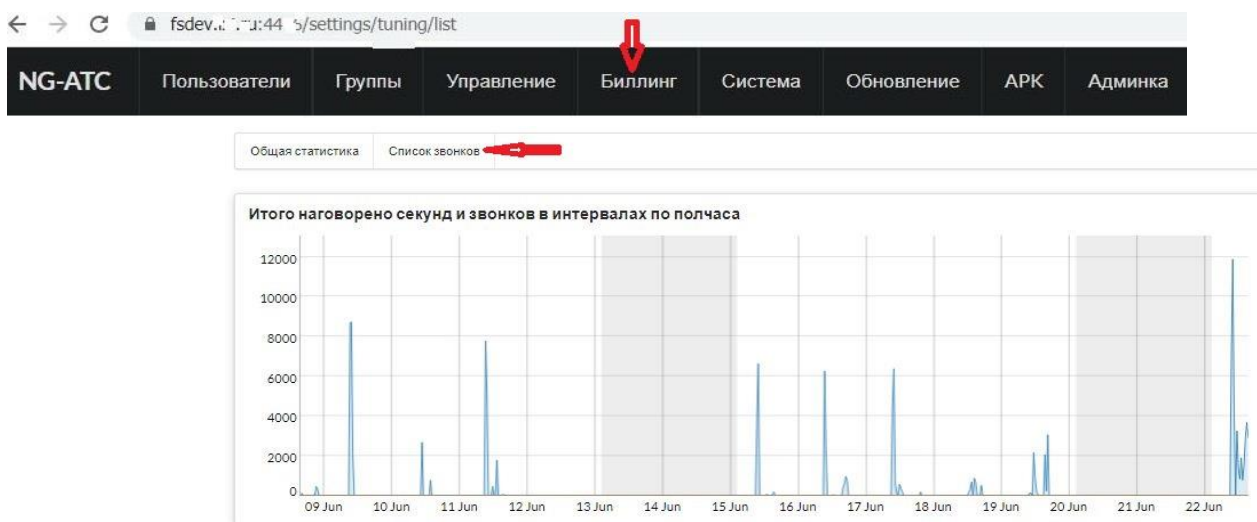 /settings/tuning/list
NG-ATC Пользователи Группы Управление Биллинг Система Обновление АРК Админка
Общая статистика Список звонков
Итого наговорено секунд и звонков в интервалах по полчаса
12000
10000
8000
6000
4000
2000
0
09 Jun 10 Jun 11 Jun 12 Jun 13 Jun 14 Jun 15 Jun 16 Jun 17 Jun 18 Jun 19 Jun 20 Jun 21 Jun 22 Jun